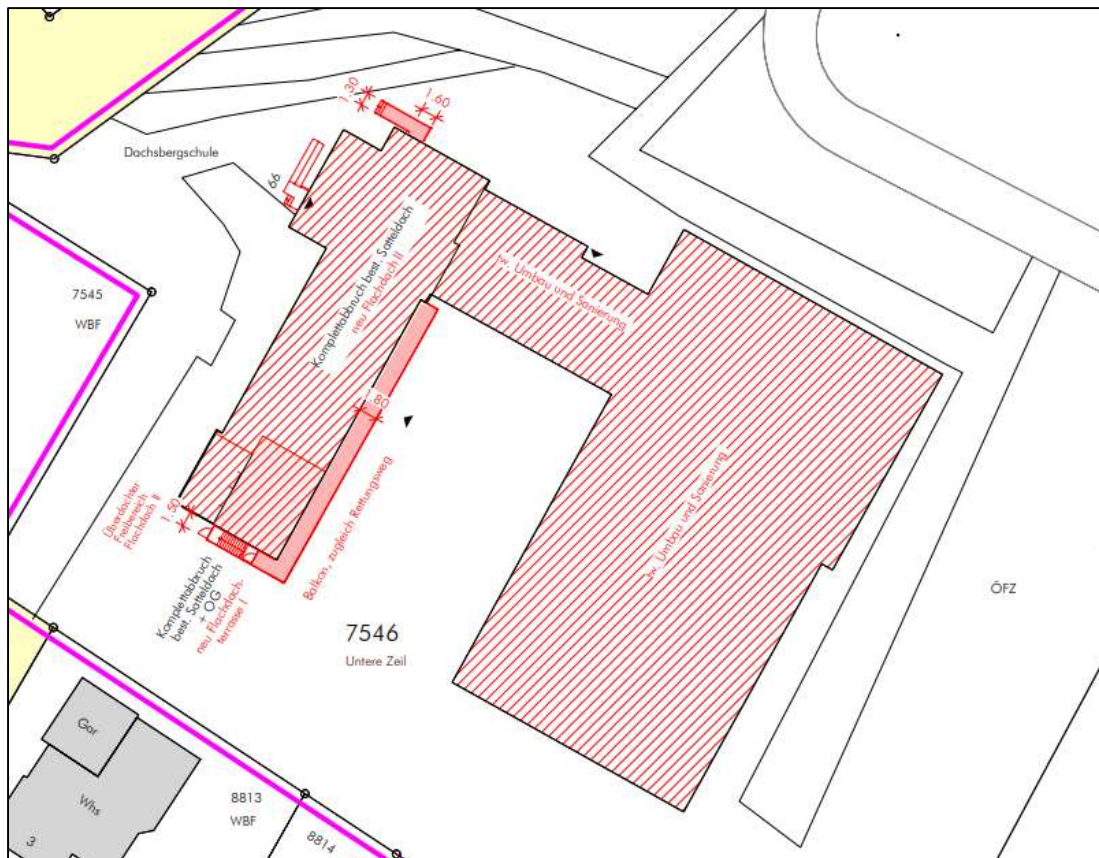 1.30
1.60
Dachsbergschule
66
7545
WBF
Komplettabbruch best. Satteldach
neu Flachdach II
tw. Umbau und Sanierung
1.80
tw. Umbau und Sanierung
Überdachter
Freibereich
Flachdach II
1.50
Balkon, zugleich Rettungsweg
Komplettabbruch
best. Satteldach
+ OG
neu Flachdach-
terrasse I
7546
Untere Zeil
ÖFZ
Gar
Whs
3
8813
WBF
8814